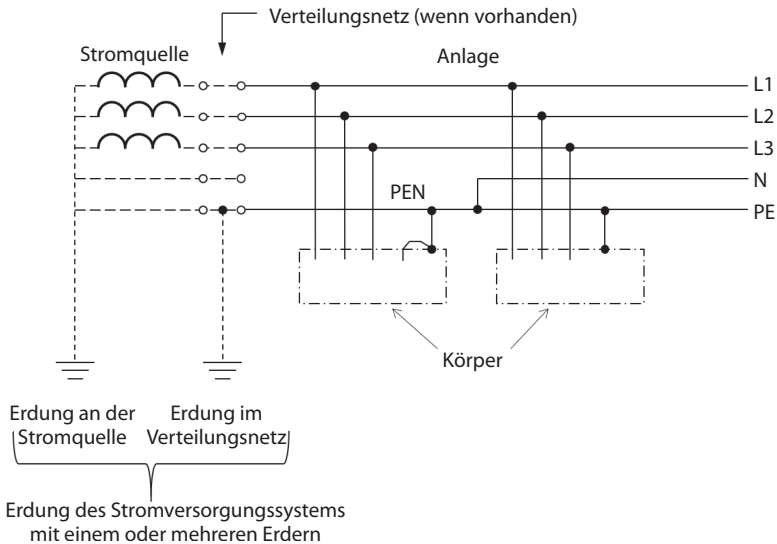 Verteilungsnetz (wenn vorhanden)
Stromquelle
Anlage
L1
L2
L3
N
PEN
PE
Körper
Erdung an der
Stromquelle
Erdung im
Verteilungsnetz
Erdung des Stromversorgungssystems
mit einem oder mehreren Erdern